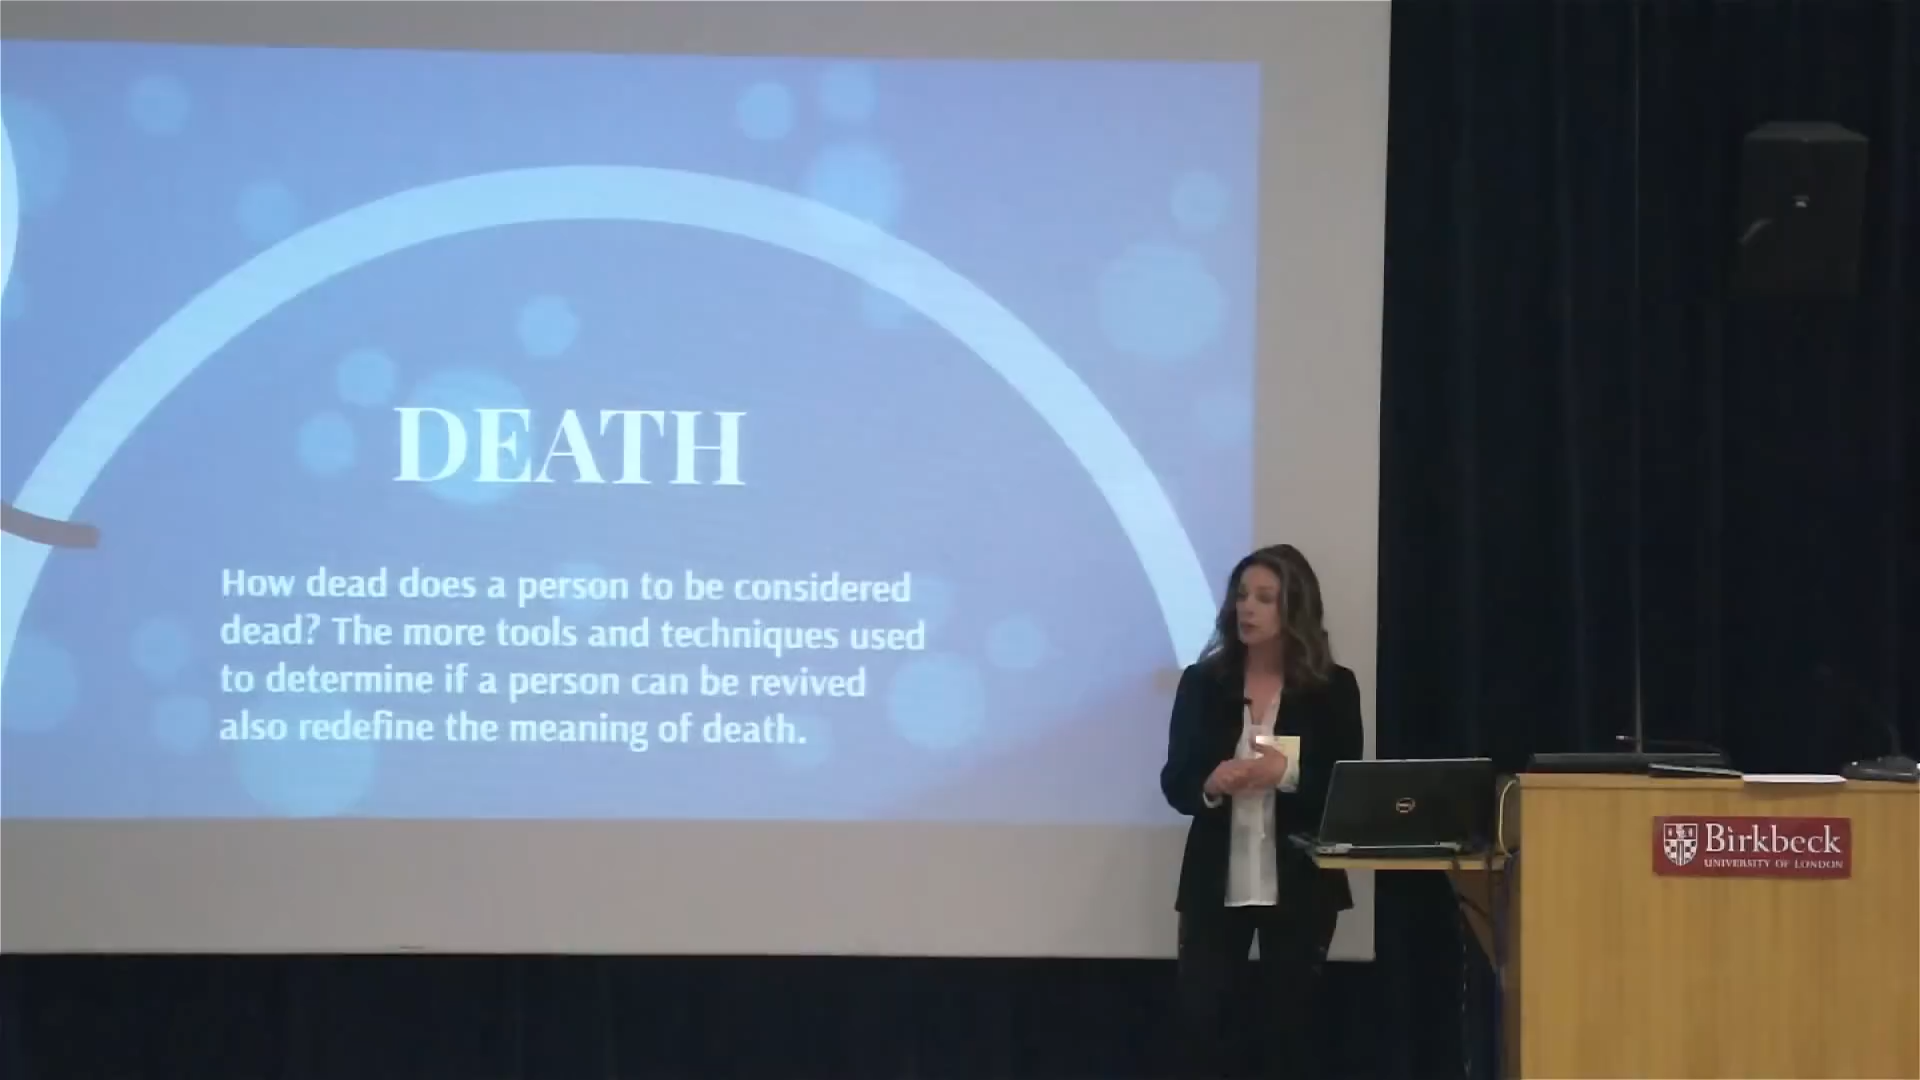 DEATH
How dead does a person to be considered
dead? The more tools and techniques used
to determine if a person can be revived
also redefine the meaning of death.
Birkbeck
UNIVERSITY OF LONDON